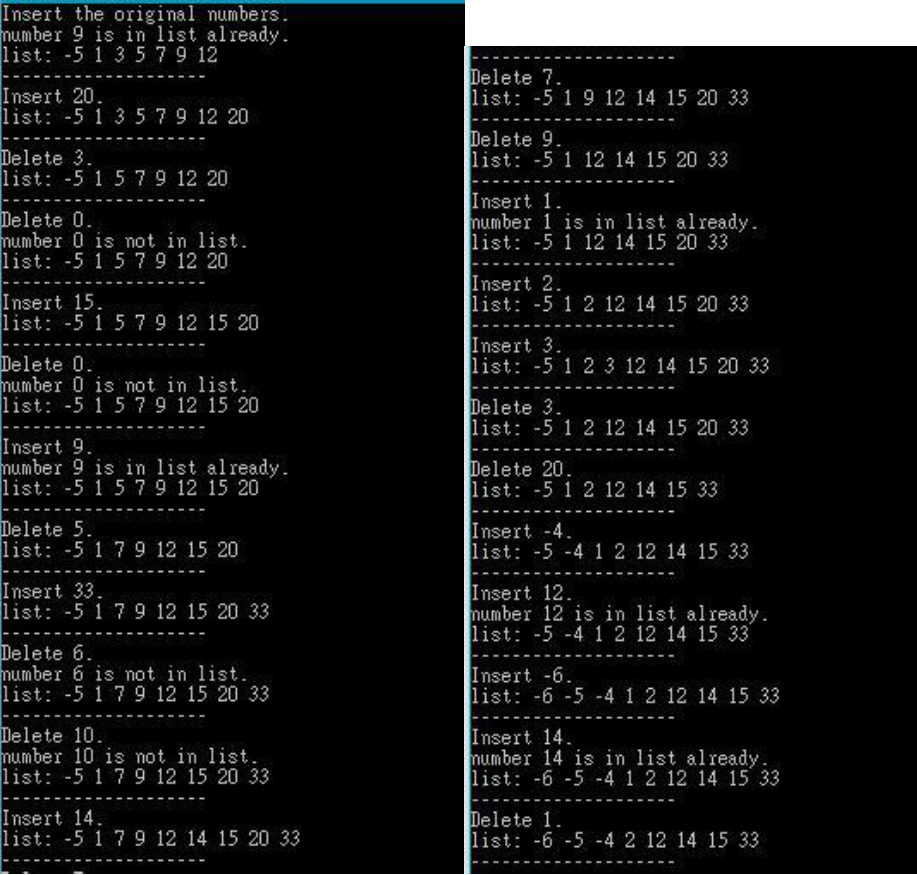 Insert the original numbers.
number 9 is in list already.
list: -5 1 3 5 7 9 12
--------------------
Insert 20.
list: -5 1 3 5 7 9 12 20
--------------------
Delete 3.
list: -5 1 5 7 9 12 20
--------------------
Delete 0.
number 0 is not in list.
list: -5 1 5 7 9 12 20
--------------------
Insert 15.
list: -5 1 5 7 9 12 15 20
--------------------
Delete 0.
number 0 is not in list.
list: -5 1 5 7 9 12 15 20
--------------------
Insert 9.
number 9 is in list already.
list: -5 1 5 7 9 12 15 20
--------------------
Delete 5.
list: -5 1 7 9 12 15 20
--------------------
Insert 33.
list: -5 1 7 9 12 15 20 33
--------------------
Delete 6.
number 6 is not in list.
list: -5 1 7 9 12 15 20 33
--------------------
Delete 10.
number 10 is not in list.
list: -5 1 7 9 12 15 20 33
--------------------
Insert 14.
list: -5 1 7 9 12 14 15 20 33
--------------------
--------------------
Delete 7.
list: -5 1 9 12 14 15 20 33
--------------------
Delete 9.
list: -5 1 12 14 15 20 33
--------------------
Insert 1.
number 1 is in list already.
list: -5 1 12 14 15 20 33
--------------------
Insert 2.
list: -5 1 2 12 14 15 20 33
--------------------
Insert 3.
list: -5 1 2 3 12 14 15 20 33
--------------------
Delete 3.
list: -5 1 2 12 14 15 20 33
--------------------
Delete 20.
list: -5 1 2 12 14 15 33
--------------------
Insert -4.
list: -5 -4 1 2 12 14 15 33
--------------------
Insert 12.
number 12 is in list already.
list: -5 -4 1 2 12 14 15 33
--------------------
Insert -6.
list: -6 -5 -4 1 2 12 14 15 33
--------------------
Insert 14.
number 14 is in list already.
list: -6 -5 -4 1 2 12 14 15 33
--------------------
Delete 1.
list: -6 -5 -4 2 12 14 15 33
--------------------